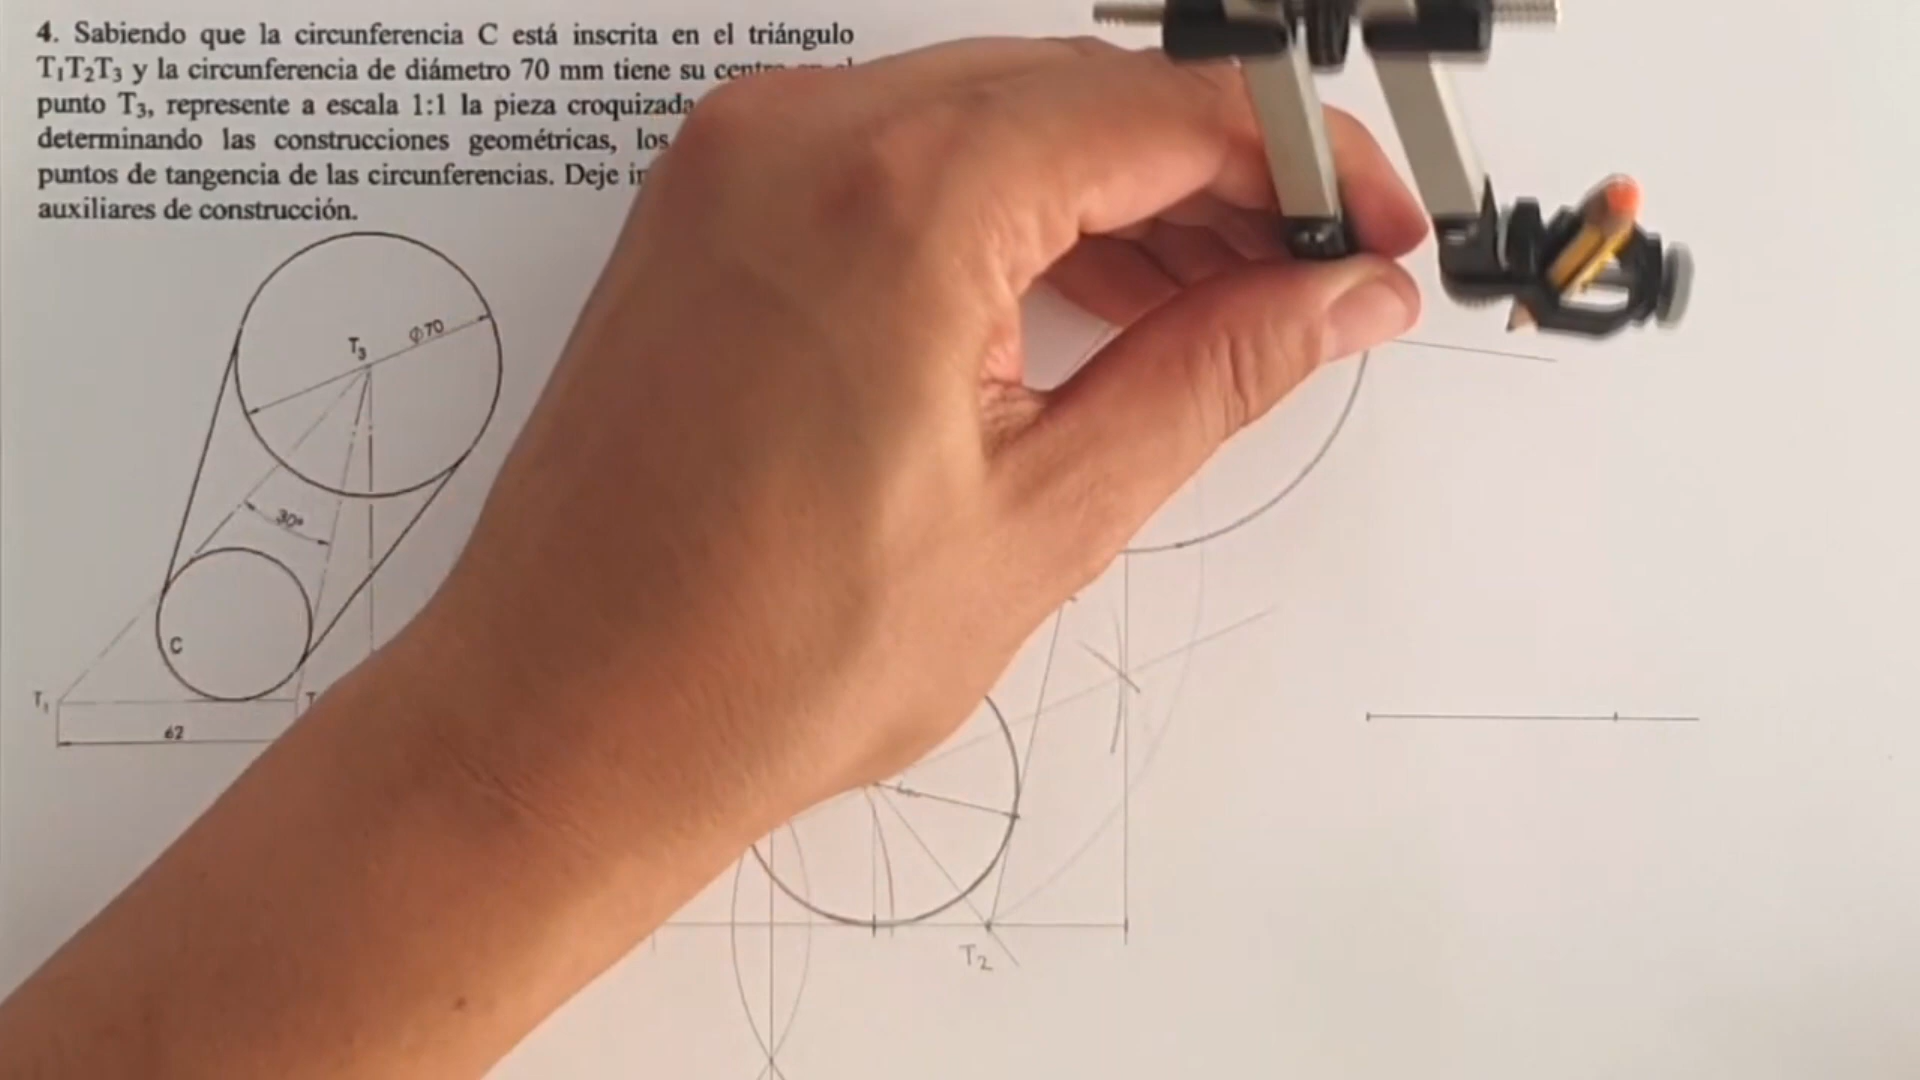 4. Sabiendo que la circunferencia C está inscrita en el triángulo
T₁T₂T₃ y la circunferencia de diámetro 70 mm tiene su
punto T₃, represente a escala 1:1 la pieza croquizada
determinando las construcciones geométricas, los
puntos de tangencia de las circunferencias. Deje
auxiliares de construcción.
T₃
ϕ70
30º
C
T₁
62
T₂